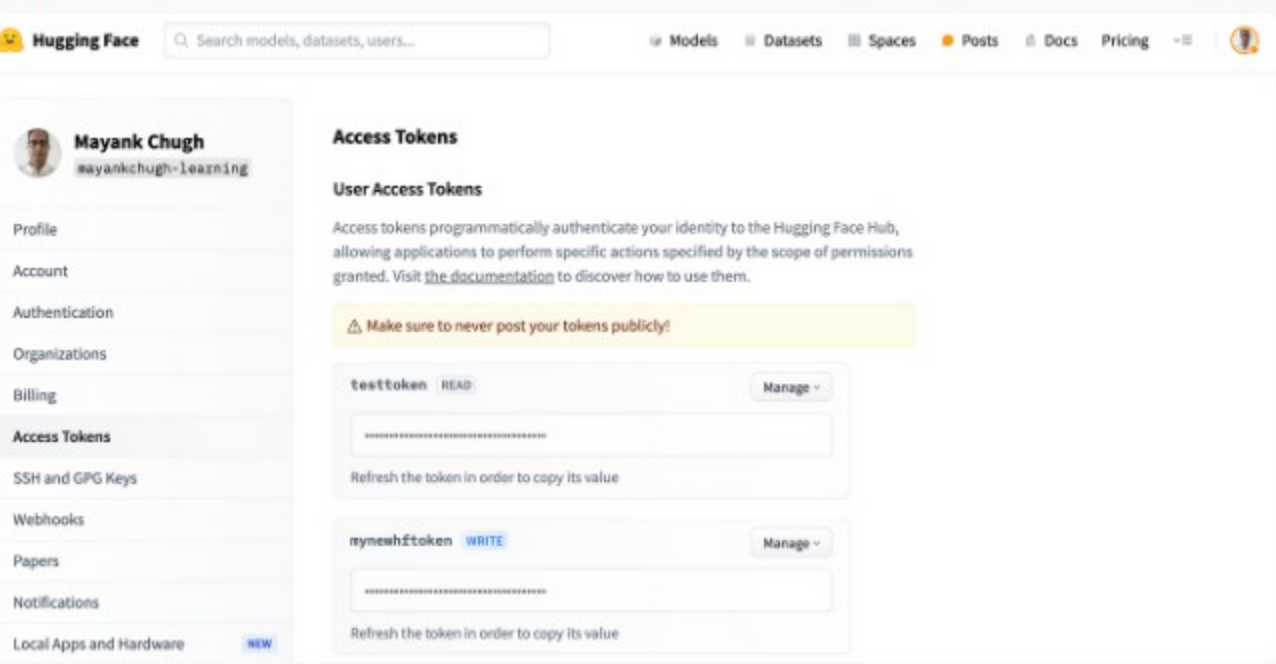 Hugging Face
Search models, datasets, users...
Models
Datasets
Spaces
Posts
Docs
Pricing
Mayank Chugh
mayankchugh-learning
Profile
Account
Authentication
Organizations
Billing
Access Tokens
SSH and GPG Keys
Webhooks
Papers
Notifications
Local Apps and Hardware NEW
Access Tokens
User Access Tokens
Access tokens programmatically authenticate your identity to the Hugging Face Hub,
allowing applications to perform specific actions specified by the scope of permissions
granted. Visit the documentation to discover how to use them.
⚠ Make sure to never post your tokens publicly!
testtoken READ
Manage
Refresh the token in order to copy its value
mynewhftoken WRITE
Manage
Refresh the token in order to copy its value